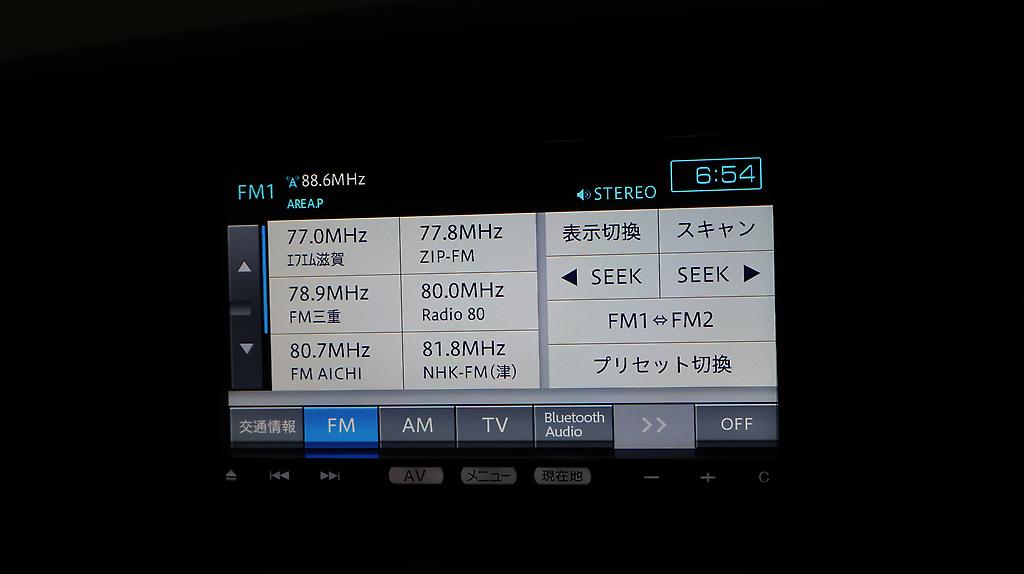 FM1
88.6MHz
AREA.P
STEREO
6:54
77.0MHz
ｴﾌｴﾑ滋賀
77.8MHz
ZIP-FM
78.9MHz
FM三重
80.0MHz
Radio 80
80.7MHz
FM AICHI
81.8MHz
NHK-FM(津)
表示切換
スキャン
◀ SEEK
SEEK ▶
FM1⇔FM2
プリセット切換
交通情報
FM
AM
TV
Bluetooth
Audio
>>
OFF
AV
メニュー
現在地
− + C